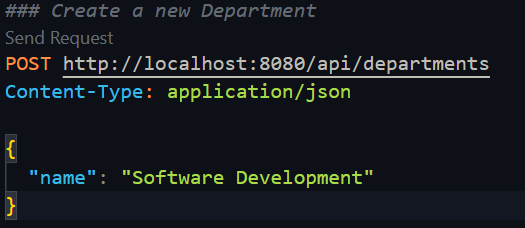 ### Create a new Department
Send Request
POST http://localhost:8080/api/departments
Content-Type: application/json
{
"name": "Software Development"
}